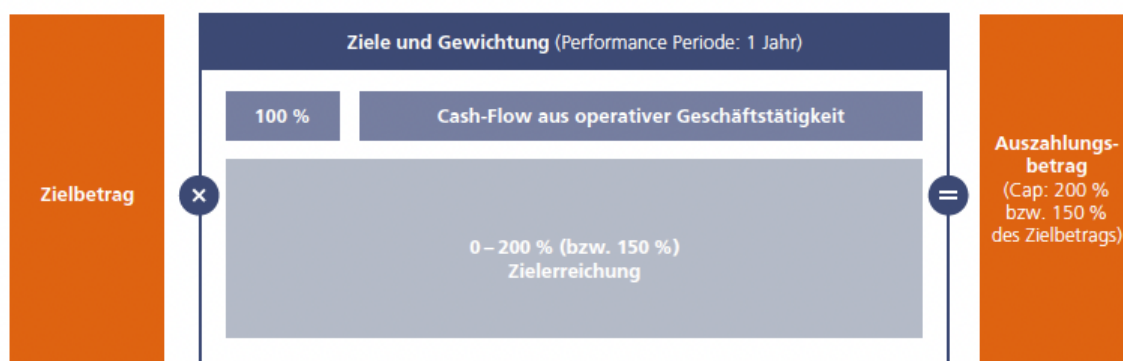 Ziele und Gewichtung (Performance Periode: 1 Jahr)
100 %
Cash-Flow aus operativer Geschäftstätigkeit
Zielbetrag
×
0 – 200 % (bzw. 150 %)
Zielerreichung
=
Auszahlungs-
betrag
(Cap: 200 %
bzw. 150 %
des Zielbetrags)